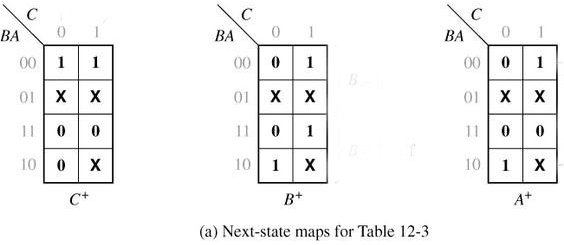 C C C
BA 0 1 BA 0 1 BA 0 1
00 1 1 00 0 1 00 0 1
01 X X 01 X X 01 X X
11 0 0 11 0 1 11 0 0
10 0 X 10 1 X 10 1 X
C+ B+ A+
(a) Next-state maps for Table 12-3